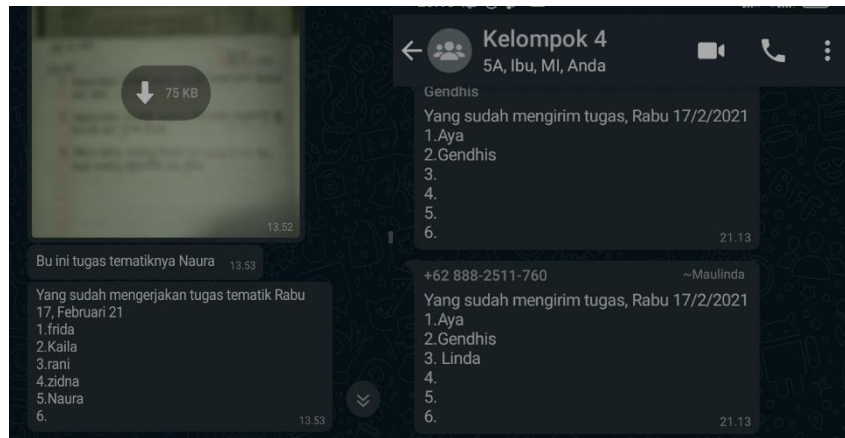 75 KB
13.52
Bu ini tugas tematiknya Naura 13.53
Yang sudah mengerjakan tugas tematik Rabu
17, Februari 21
1.frida
2.Kaila
3.rani
4.zidna
5.Naura
6.
13.53
Kelompok 4
5A, Ibu, MI, Anda
Gendhis
Yang sudah mengirim tugas, Rabu 17/2/2021
1.Aya
2.Gendhis
3.
4.
5.
6.
21.13
+62 888-2511-760 ~Maulinda
Yang sudah mengirim tugas, Rabu 17/2/2021
1.Aya
2.Gendhis
3. Linda
4.
5.
6.
21.13